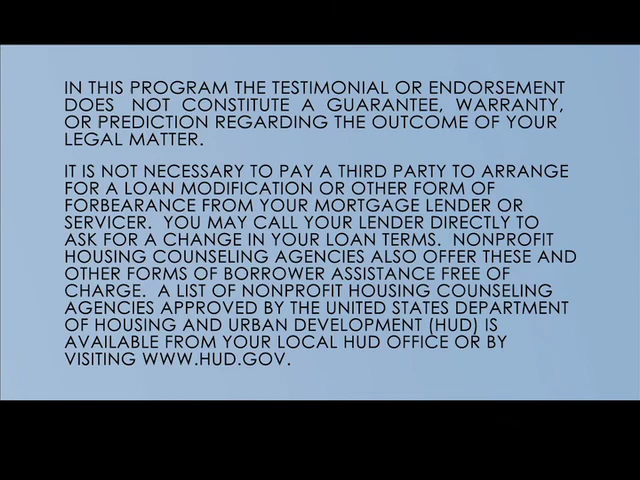 IN THIS PROGRAM THE TESTIMONIAL OR ENDORSEMENT
DOES NOT CONSTITUTE A GUARANTEE, WARRANTY,
OR PREDICTION REGARDING THE OUTCOME OF YOUR
LEGAL MATTER.
IT IS NOT NECESSARY TO PAY A THIRD PARTY TO ARRANGE
FOR A LOAN MODIFICATION OR OTHER FORM OF
FORBEARANCE FROM YOUR MORTGAGE LENDER OR
SERVICER. YOU MAY CALL YOUR LENDER DIRECTLY TO
ASK FOR A CHANGE IN YOUR LOAN TERMS. NONPROFIT
HOUSING COUNSELING AGENCIES ALSO OFFER THESE AND
OTHER FORMS OF BORROWER ASSISTANCE FREE OF
CHARGE. A LIST OF NONPROFIT HOUSING COUNSELING
AGENCIES APPROVED BY THE UNITED STATES DEPARTMENT
OF HOUSING AND URBAN DEVELOPMENT (HUD) IS
AVAILABLE FROM YOUR LOCAL HUD OFFICE OR BY
VISITING WWW.HUD.GOV.